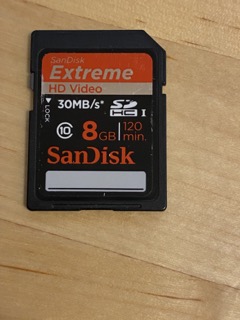 SanDisk
Extreme
HD Video
30MB/s* SD HC I
LOCK
10 8GB 120 min.
SanDisk